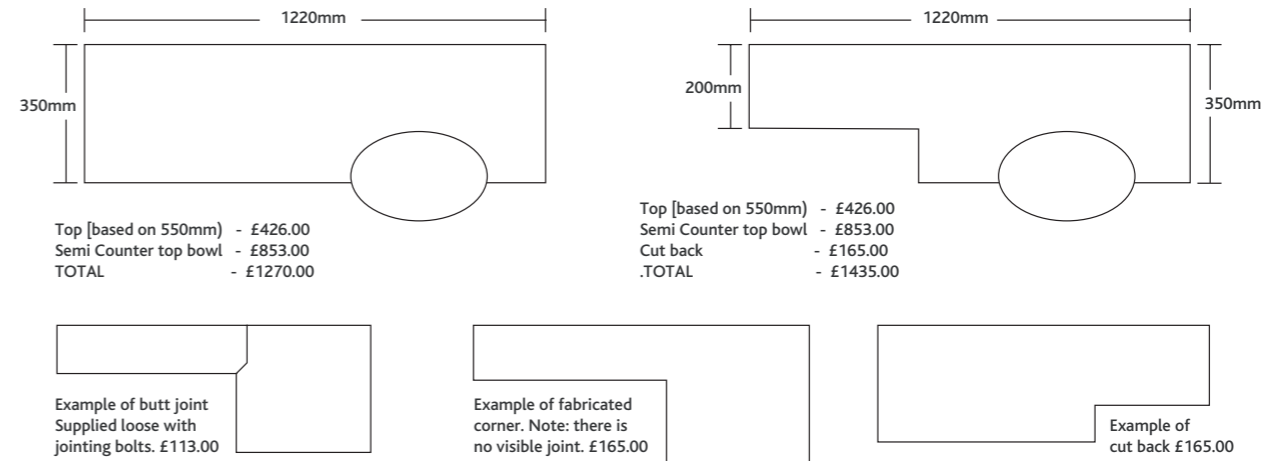 1220mm
350mm
Top [based on 550mm) - £426.00
Semi Counter top bowl - £853.00
TOTAL - £1270.00
1220mm
200mm
350mm
Top [based on 550mm) - £426.00
Semi Counter top bowl - £853.00
Cut back - £165.00
.TOTAL - £1435.00
Example of butt joint
Supplied loose with
jointing bolts. £113.00
Example of fabricated
corner. Note: there is
no visible joint. £165.00
Example of
cut back £165.00